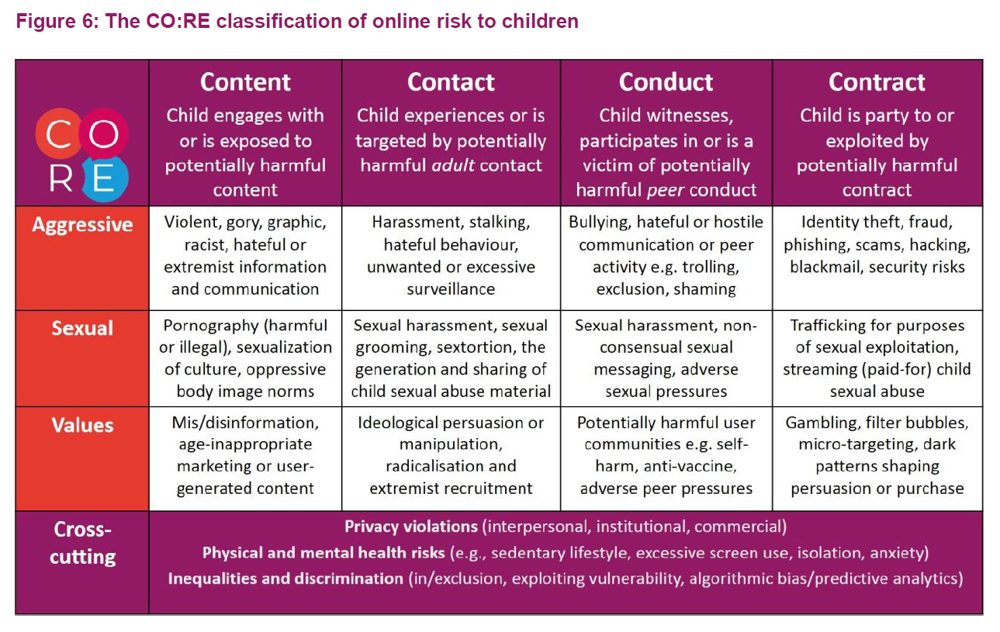 Figure 6: The CO:RE classification of online risk to children
CO
RE
Content
Child engages with
or is exposed to
potentially harmful
content
Contact
Child experiences or is
targeted by potentially
harmful adult contact
Conduct
Child witnesses,
participates in or is a
victim of potentially
harmful peer conduct
Contract
Child is party to or
exploited by
potentially harmful
contract
Aggressive
Violent, gory, graphic,
racist, hateful or
extremist information
and communication
Harassment, stalking,
hateful behaviour,
unwanted or excessive
surveillance
Bullying, hateful or hostile
communication or peer
activity e.g. trolling,
exclusion, shaming
Identity theft, fraud,
phishing, scams, hacking,
blackmail, security risks
Sexual
Pornography (harmful
or illegal), sexualization
of culture, oppressive
body image norms
Sexual harassment, sexual
grooming, sextortion, the
generation and sharing of
child sexual abuse material
Sexual harassment, non-
consensual sexual
messaging, adverse
sexual pressures
Trafficking for purposes
of sexual exploitation,
streaming (paid-for) child
sexual abuse
Values
Mis/disinformation,
age-inappropriate
marketing or user-
generated content
Ideological persuasion or
manipulation,
radicalisation and
extremist recruitment
Potentially harmful user
communities e.g. self-
harm, anti-vaccine,
adverse peer pressures
Gambling, filter bubbles,
micro-targeting, dark
patterns shaping
persuasion or purchase
Cross-
cutting
Privacy violations (interpersonal, institutional, commercial)
Physical and mental health risks (e.g., sedentary lifestyle, excessive screen use, isolation, anxiety)
Inequalities and discrimination (in/exclusion, exploiting vulnerability, algorithmic bias/predictive analytics)